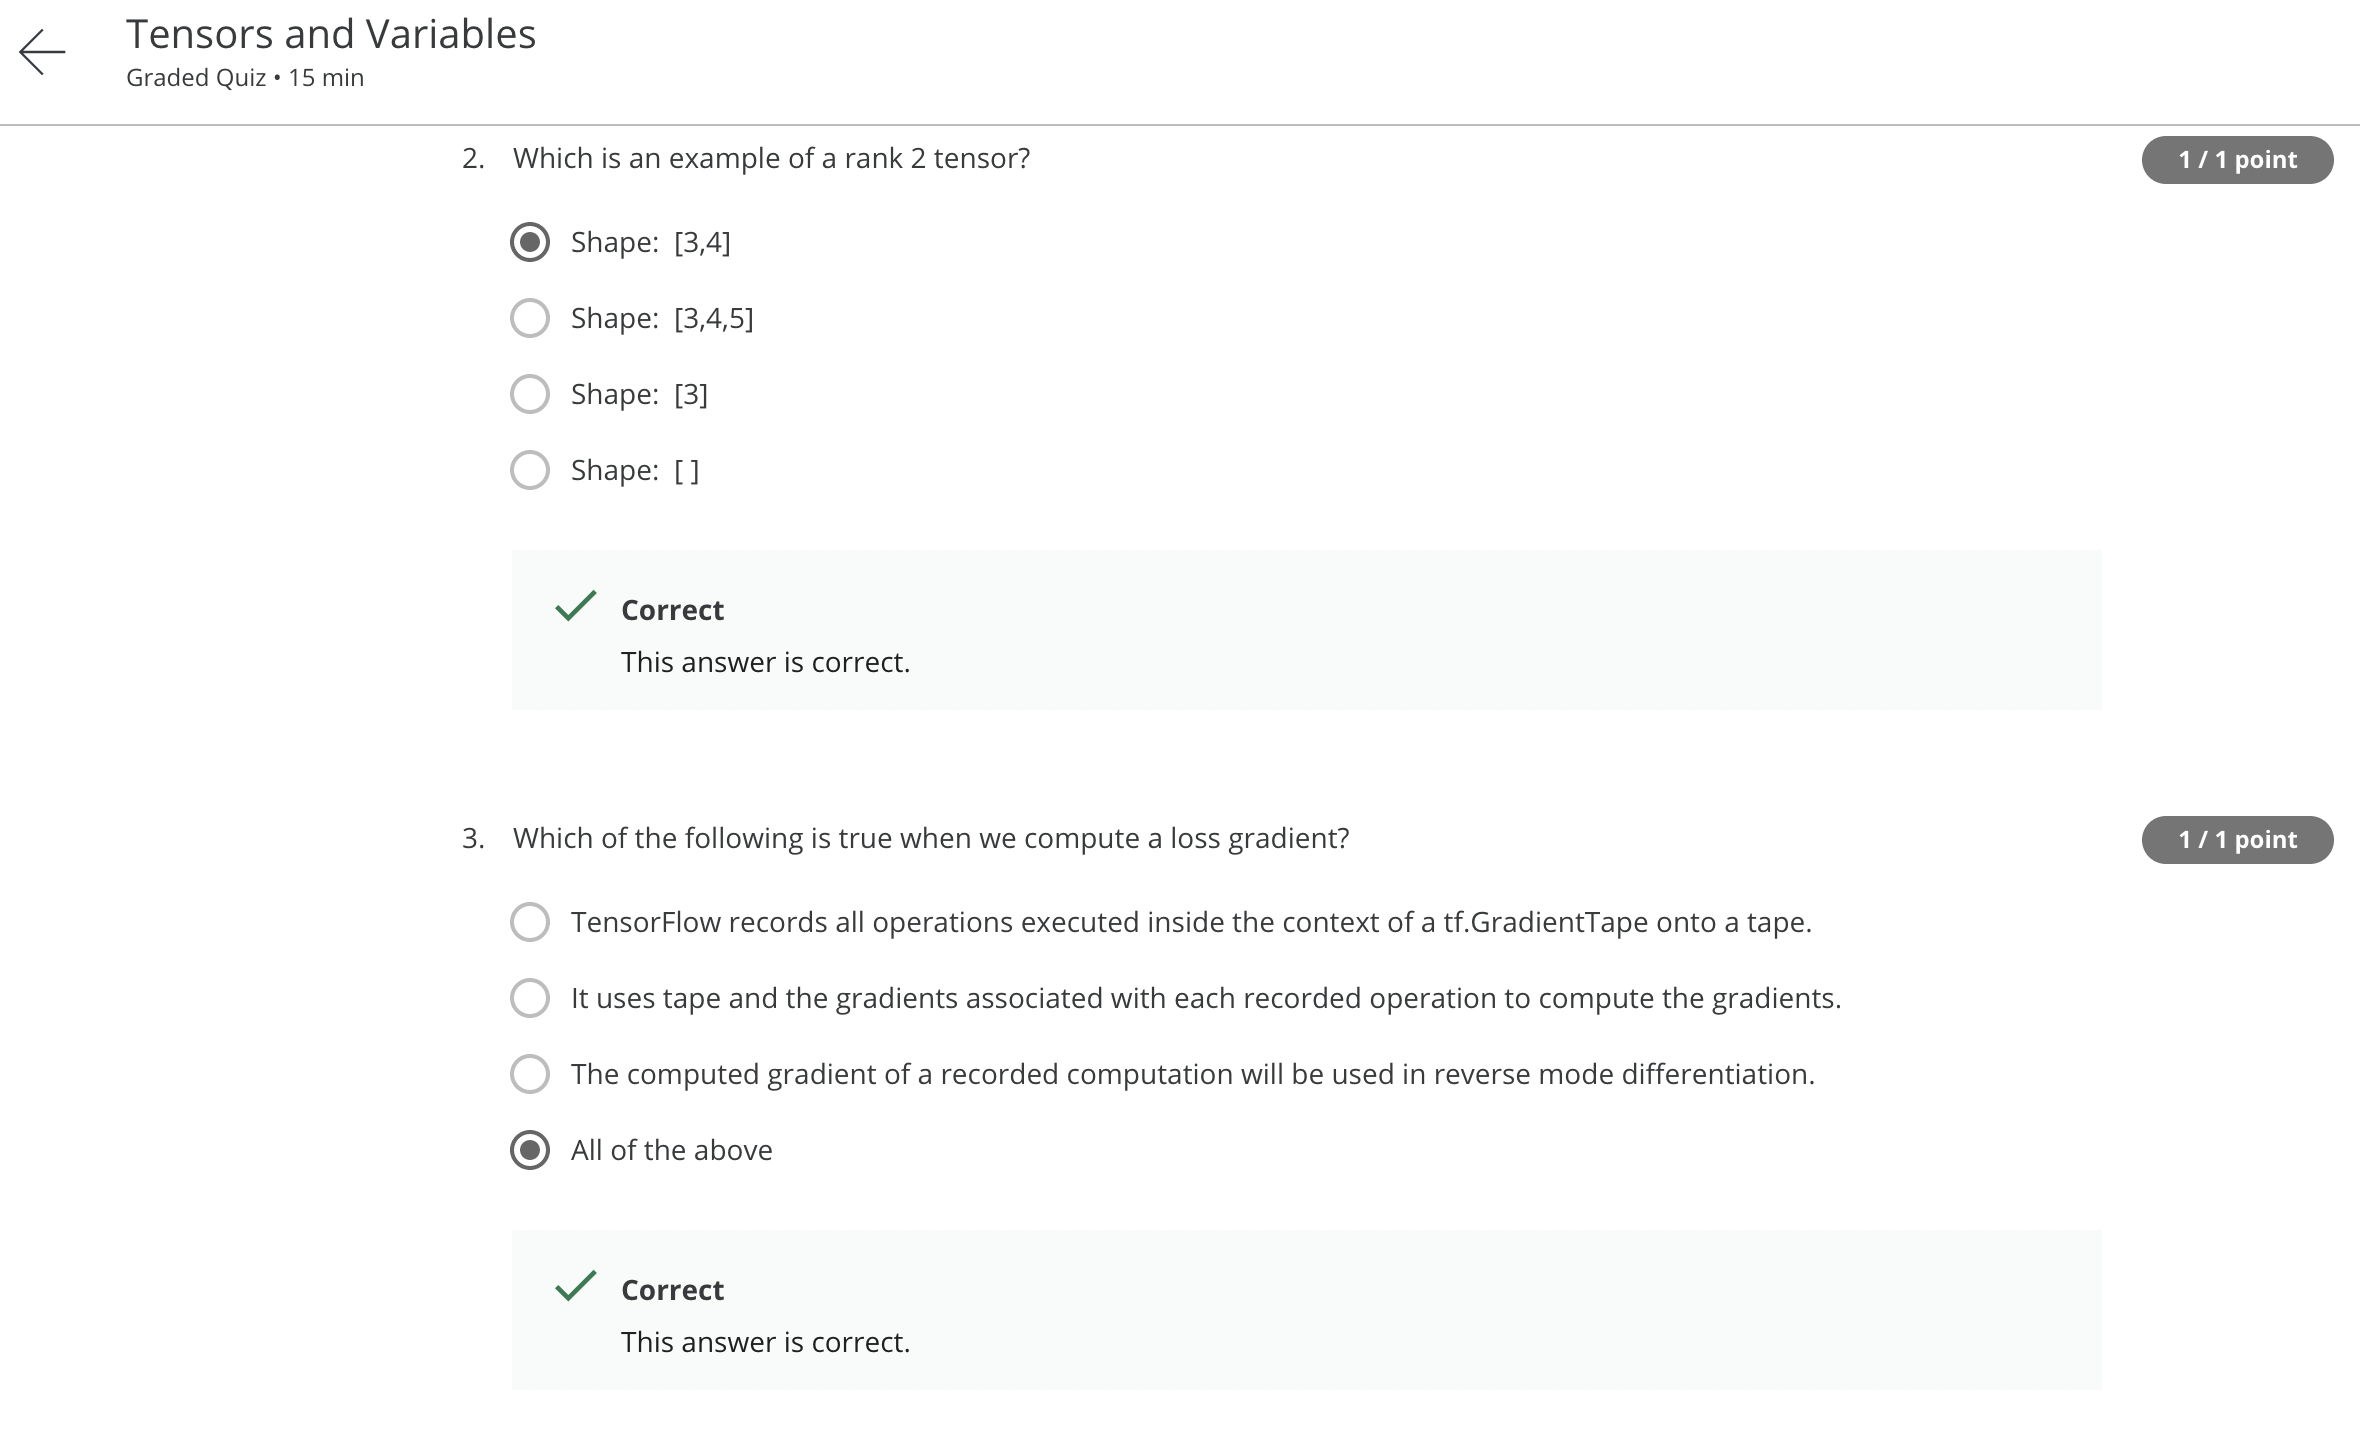 Tensors and Variables
Graded Quiz • 15 min
2. Which is an example of a rank 2 tensor?
1 / 1 point
Shape: [3,4]
Shape: [3,4,5]
Shape: [3]
Shape: [ ]
Correct
This answer is correct.
3. Which of the following is true when we compute a loss gradient?
1 / 1 point
TensorFlow records all operations executed inside the context of a tf.GradientTape onto a tape.
It uses tape and the gradients associated with each recorded operation to compute the gradients.
The computed gradient of a recorded computation will be used in reverse mode differentiation.
All of the above
Correct
This answer is correct.